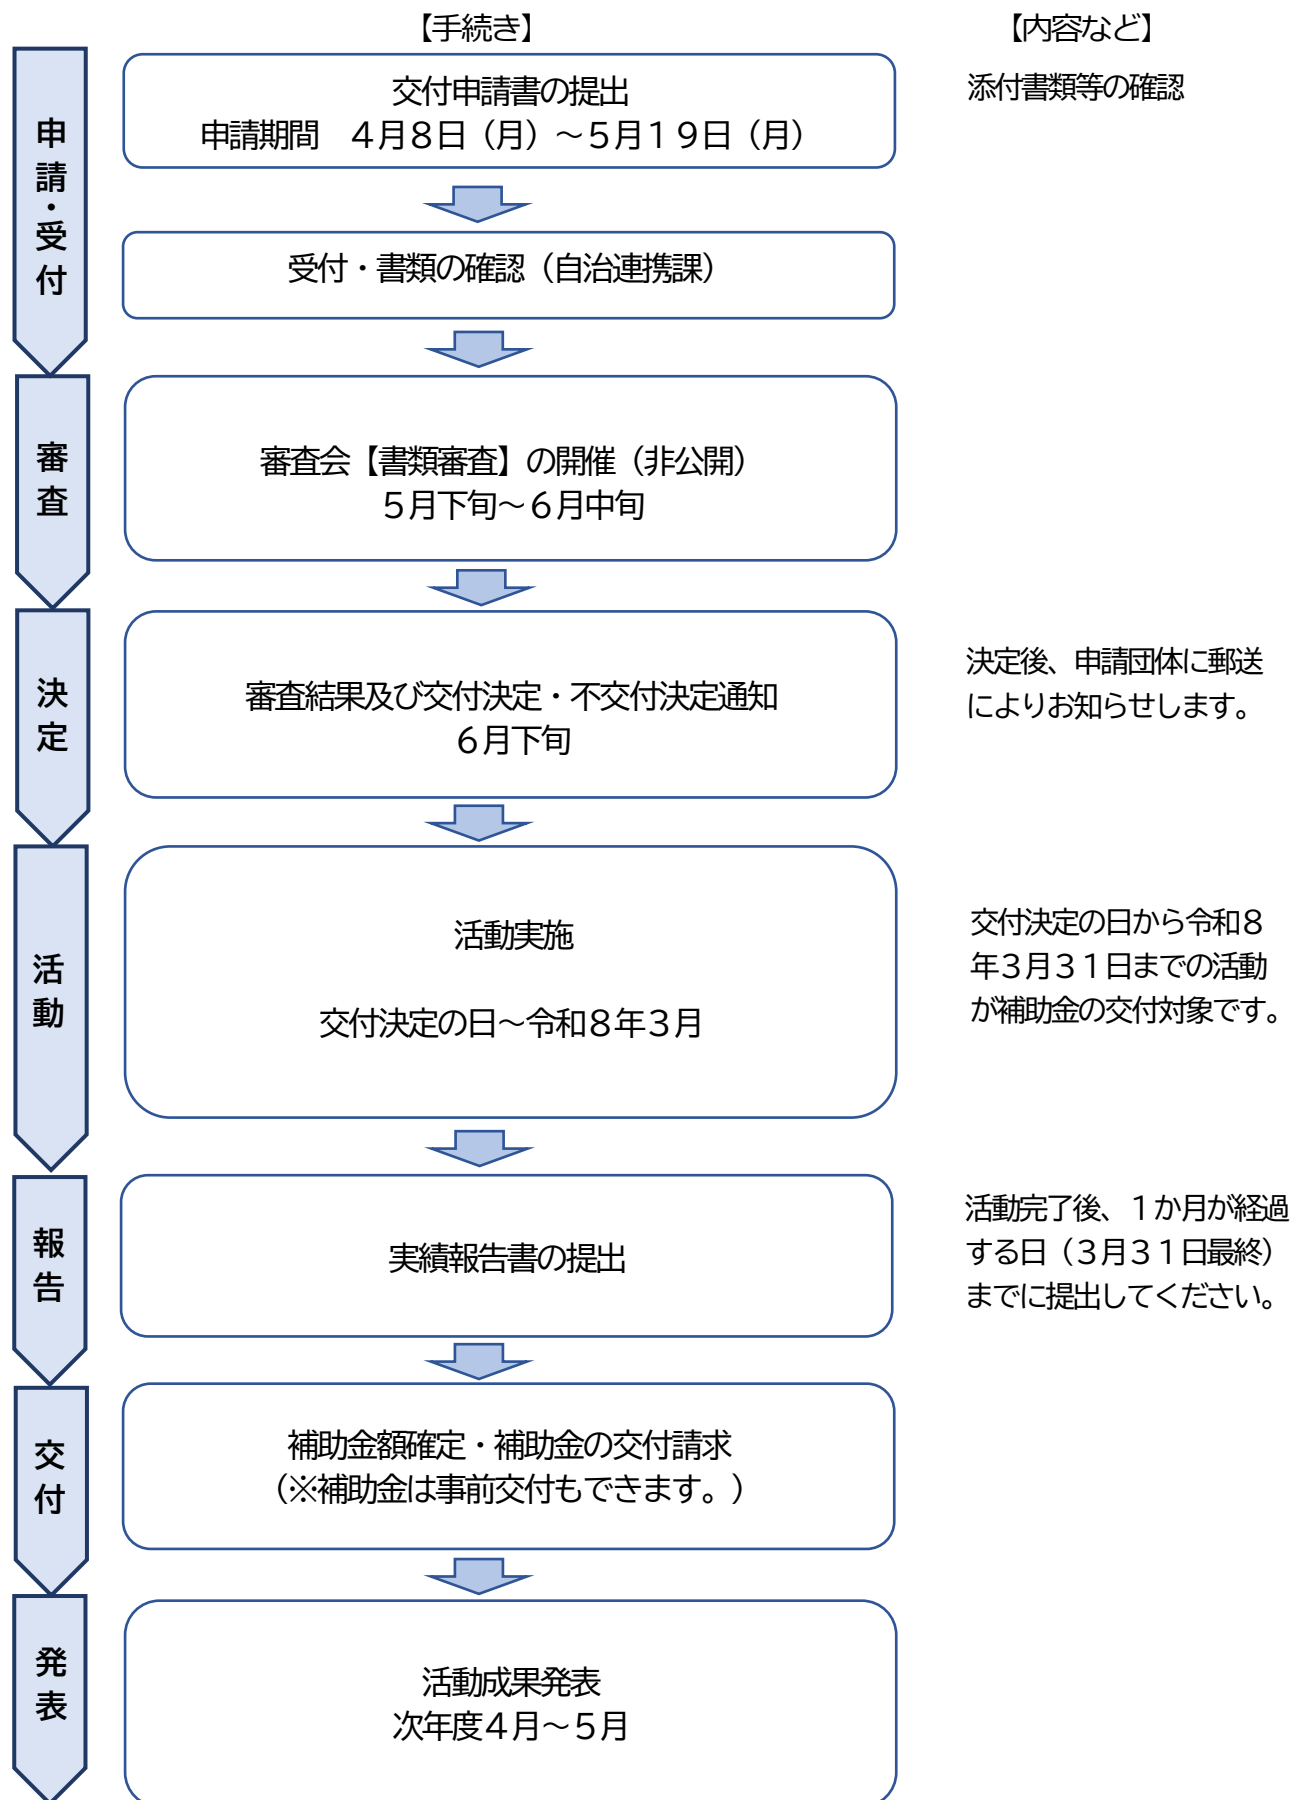 【手続き】
【内容など】
申請・受付
交付申請書の提出
申請期間　４月８日（月）～５月１９日（月）
添付書類等の確認
受付・書類の確認（自治連携課）
審査
審査会【書類審査】の開催（非公開）
５月下旬～６月中旬
決定
審査結果及び交付決定・不交付決定通知
６月下旬
決定後、申請団体に郵送
によりお知らせします。
活動
活動実施
交付決定の日～令和８年３月
交付決定の日から令和８
年３月３１日までの活動
が補助金の交付対象です。
報告
実績報告書の提出
活動完了後、１か月が経過
する日（３月３１日最終）
までに提出してください。
交付
補助金額確定・補助金の交付請求
（※補助金は事前交付もできます。）
発表
活動成果発表
次年度４月～５月